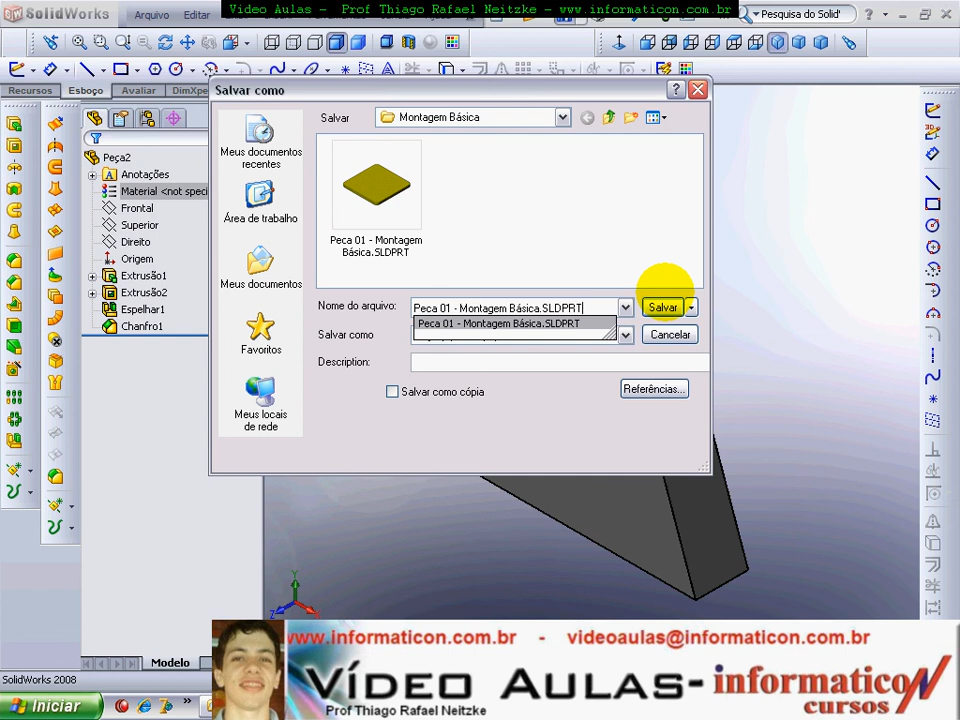 Video Aulas - Prof Thiago Rafael Neitzke - www.informaticon.com.br
SolidWorks
Arquivo
Editar
Pesquisa do Solid'
Recursos
Esboço
Avaliar
DimXpe
Salvar como
Salvar
Montagem Básica
Meus documentos
recentes
Área de trabalho
Meus documentos
Favoritos
Meus locais
de rede
Peca 01 - Montagem
Básica.SLDPRT
Nome do arquivo:
Peca 01 - Montagem Básica.SLDPRT
Salvar
Peca 01 - Montagem Básica.SLDPRT
Salvar como
Cancelar
Description:
Salvar como cópia
Referências...
Peça2
Anotações
Material <not speci
Frontal
Superior
Direito
Origem
Extrusão1
Extrusão2
Espelhar1
Chanfro1
Y
Z
X
Modelo
SolidWorks 2008
Iniciar
www.informaticon.com.br - videoaulas@informaticon.com.br
Vídeo Aulas-informaticon
cursos
Prof Thiago Rafael Neitzke